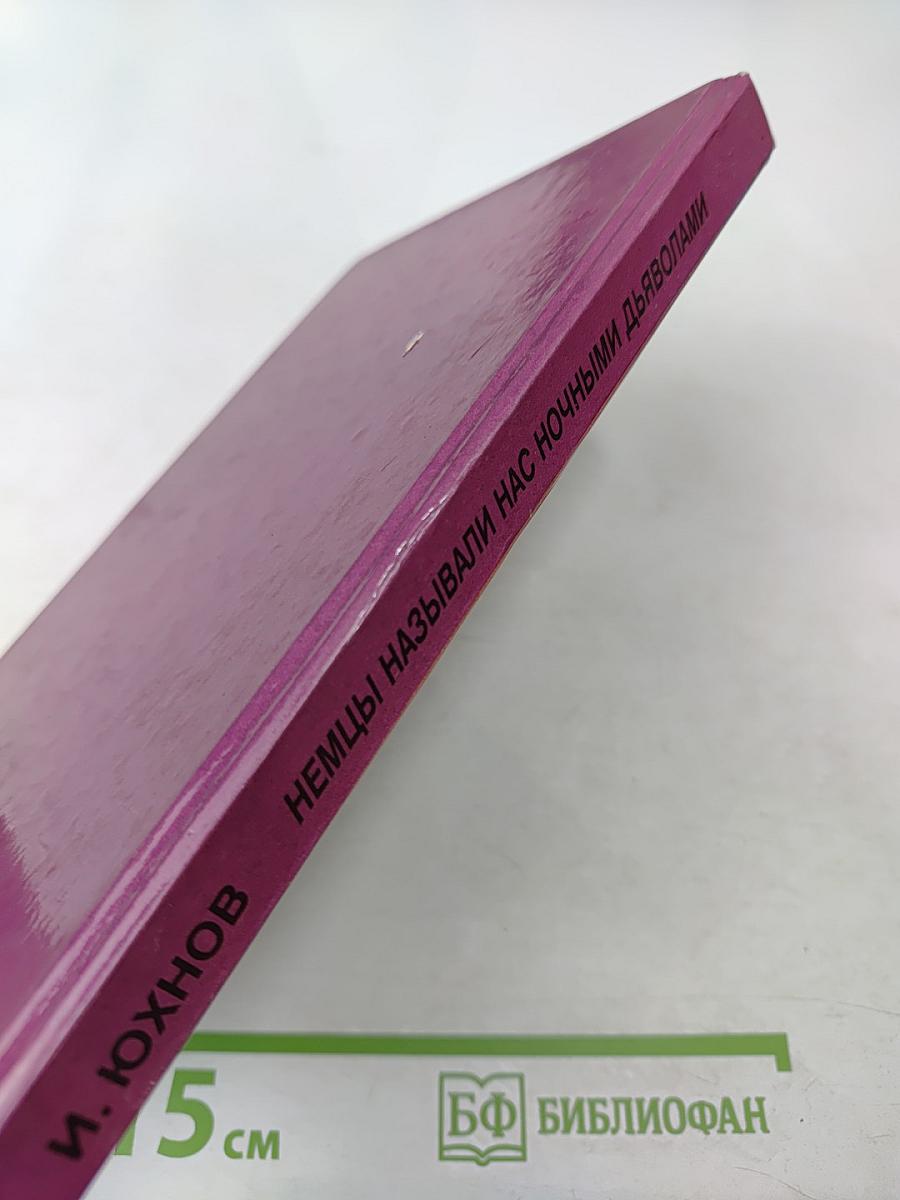 И. ЮХНОВ
НЕМЦЫ НАЗЫВАЛИ НАС НОЧНЫМИ ДЬЯВОЛАМИ
15 см
БФ БИБЛИОФАН